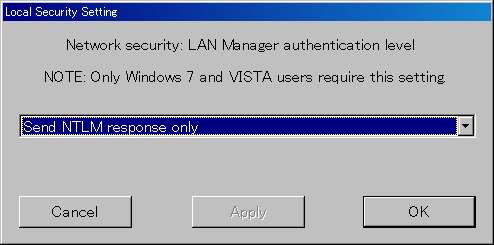 Local Security Setting
Network security: LAN Manager authentication level
NOTE: Only Windows 7 and VISTA users require this setting.
Send NTLM response only
Cancel
Apply
OK